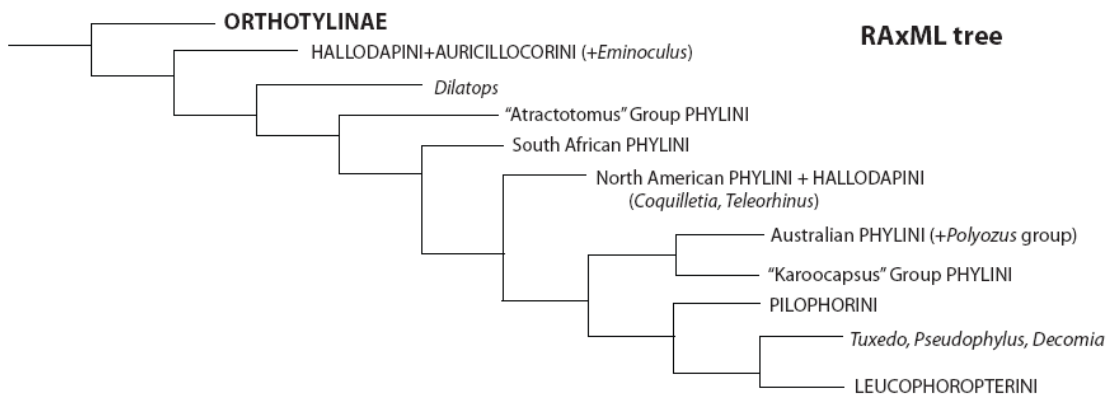 ORTHOTYLINAE
RAxML tree
HALLODAPINI+AURICILLOCORINI (+Eminoculus)
Dilatops
“Atractotomus” Group PHYLINI
South African PHYLINI
North American PHYLINI + HALLODAPINI
(Coquilletia, Teleorhinus)
Australian PHYLINI (+Polyozus group)
“Karoocapsus” Group PHYLINI
PILOPHORINI
Tuxedo, Pseudophylus, Decomia
LEUCOPHOROPTERINI